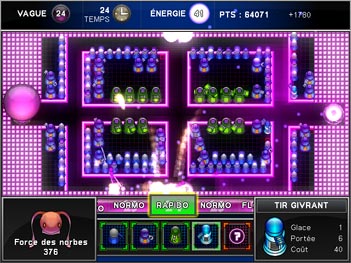 VAGUE 24
24 TEMPS
ÉNERGIE 41
PTS : 64071
+1780
NORMO RAPIDO NORMO FL
Force des norbes
376
TIR GIVRANT
Glace 1
Portée 6
Coût 40
?